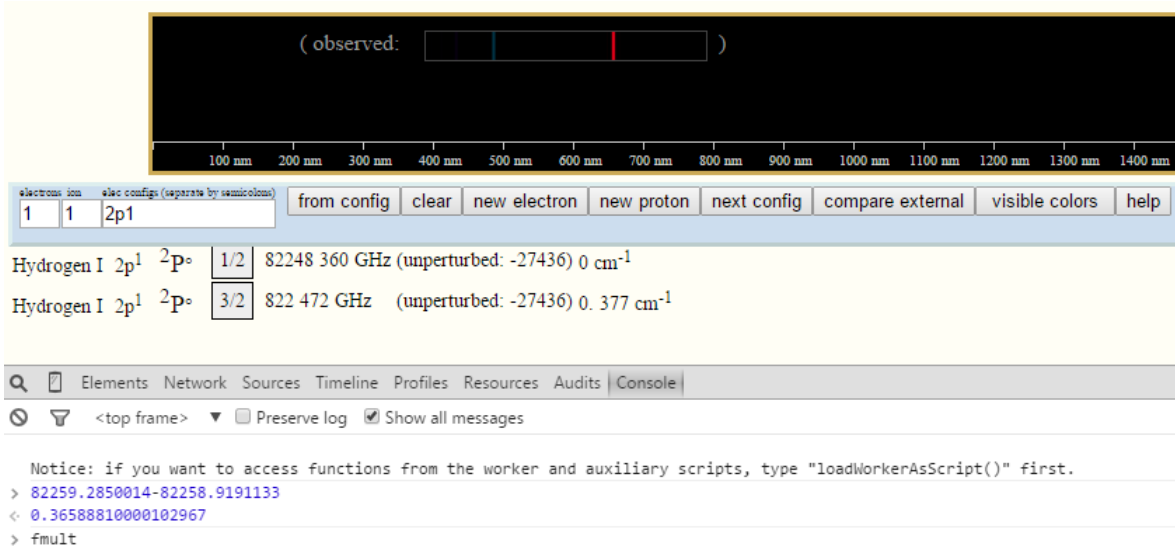 ( observed: )
100 nm 200 nm 300 nm 400 nm 500 nm 600 nm 700 nm 800 nm 900 nm 1000 nm 1100 nm 1200 nm 1300 nm 1400 nm
electrons ion elec configs (separate by semicolons)
1 1 2p1 from config clear new electron new proton next config compare external visible colors help
Hydrogen I 2p¹ ²P° 1/2 82248 360 GHz (unperturbed: -27436) 0 cm⁻¹
Hydrogen I 2p¹ ²P° 3/2 822 472 GHz (unperturbed: -27436) 0. 377 cm⁻¹
Elements Network Sources Timeline Profiles Resources Audits Console
<top frame> ▼ Preserve log Show all messages
Notice: if you want to access functions from the worker and auxiliary scripts, type "loadWorkerAsScript()" first.
> 82259.2850014-82258.9191133
< 0.36588810000102967
> fmult